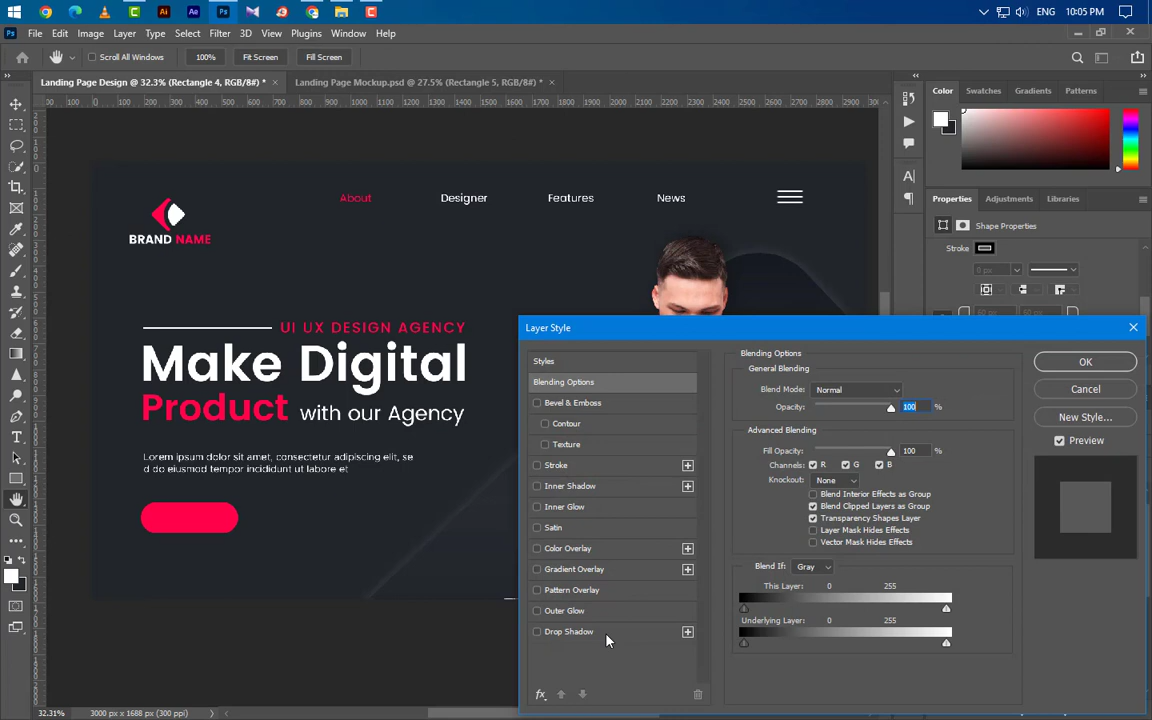 ENG 10:05 PM
Ps File Edit Image Layer Type Select Filter 3D View Plugins Window Help
Scroll All Windows 100% Fit Screen Fill Screen
Landing Page Design @ 32.3% (Rectangle 4, RGB/8#) * Landing Page Mockup.psd @ 27.5% (Rectangle 5, RGB/8#) *
Color Swatches Gradients Patterns
Properties Adjustments Libraries
Shape Properties
Stroke
0 px
About Designer Features News
BRAND NAME
UI UX DESIGN AGENCY
Make Digital
Product with our Agency
Lorem ipsum dolor sit amet, consectetur adipiscing elit, se
d do eiusmod tempor incididunt ut labore et
Layer Style
Styles
Blending Options
Bevel & Emboss
Contour
Texture
Stroke
Inner Shadow
Inner Glow
Satin
Color Overlay
Gradient Overlay
Pattern Overlay
Outer Glow
Drop Shadow
fx
Blending Options
General Blending
Blend Mode: Normal
Opacity: 100 %
Advanced Blending
Fill Opacity: 100 %
Channels: R G B
Knockout: None
Blend Interior Effects as Group
Blend Clipped Layers as Group
Transparency Shapes Layer
Layer Mask Hides Effects
Vector Mask Hides Effects
Blend If: Gray
This Layer: 0 255
Underlying Layer: 0 255
OK
Cancel
New Style...
Preview
32.31% 3000 px x 1688 px (300 ppi)